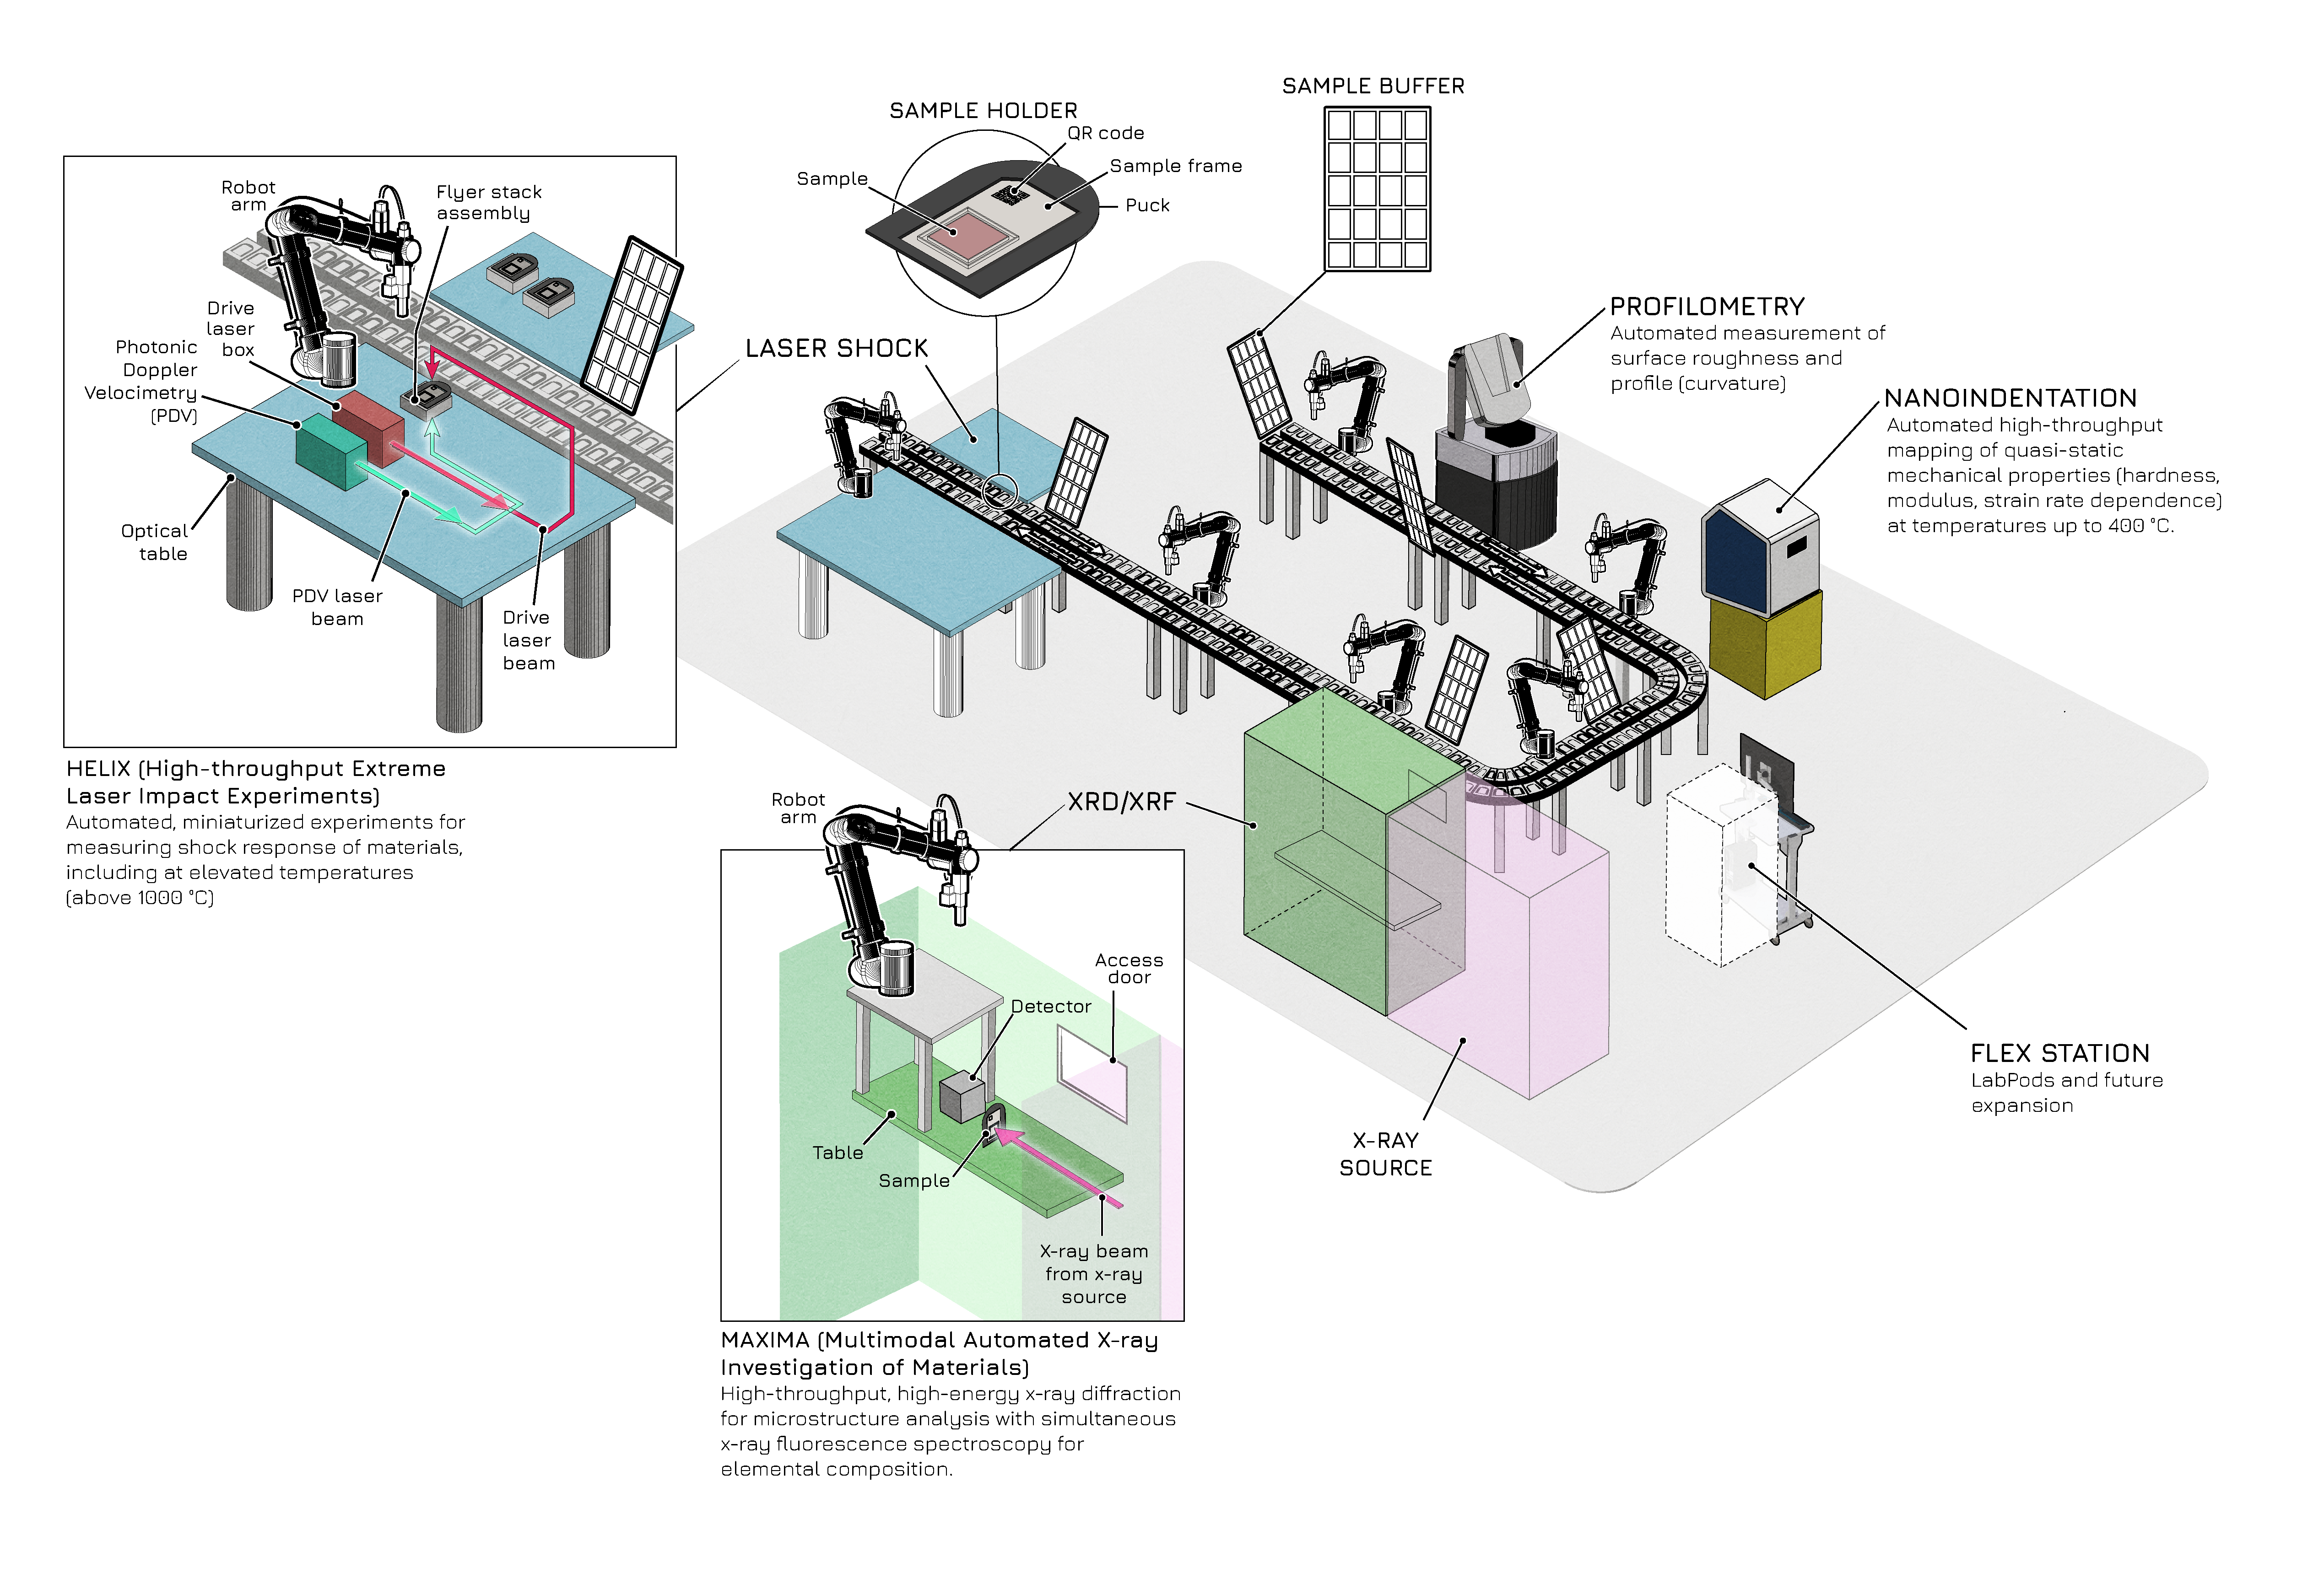 SAMPLE BUFFER
SAMPLE HOLDER
QR code
Sample frame
Sample
Puck
Robot
arm
Flyer stack
assembly
Drive
laser
box
Photonic
Doppler
Velocimetry
(PDV)
Optical
table
PDV laser
beam
Drive
laser
beam
LASER SHOCK
PROFILOMETRY
Automated measurement of
surface roughness and
profile (curvature)
NANOINDENTATION
Automated high-throughput
mapping of quasi-static
mechanical properties (hardness,
modulus, strain rate dependence)
at temperatures up to 400 °C.
HELIX (High-throughput Extreme
Laser Impact Experiments)
Automated, miniaturized experiments for
measuring shock response of materials,
including at elevated temperatures
(above 1000 °C)
XRD/XRF
Robot
arm
Access
door
Detector
Table
Sample
X-ray beam
from x-ray
source
X-RAY
SOURCE
FLEX STATION
LabPods and future
expansion
MAXIMA (Multimodal Automated X-ray
Investigation of Materials)
High-throughput, high-energy x-ray diffraction
for microstructure analysis with simultaneous
x-ray fluorescence spectroscopy for
elemental composition.